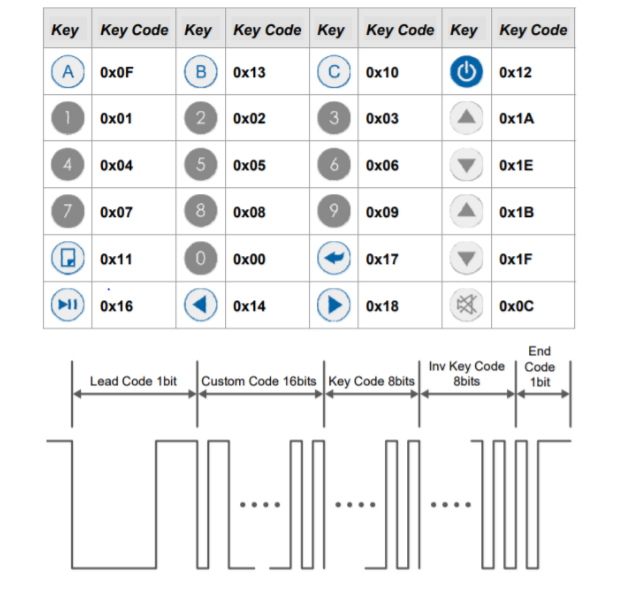 Key Key Code Key Key Code Key Key Code Key Key Code
A 0x0F B 0x13 C 0x10 0x12
1 0x01 2 0x02 3 0x03 0x1A
4 0x04 5 0x05 6 0x06 0x1E
7 0x07 8 0x08 9 0x09 0x1B
0x11 0 0x00 0x17 0x1F
0x16 0x14 0x18 0x0C
Lead Code 1bit
Custom Code 16bits
Key Code 8bits
Inv Key Code
8bits
End
Code
1bit